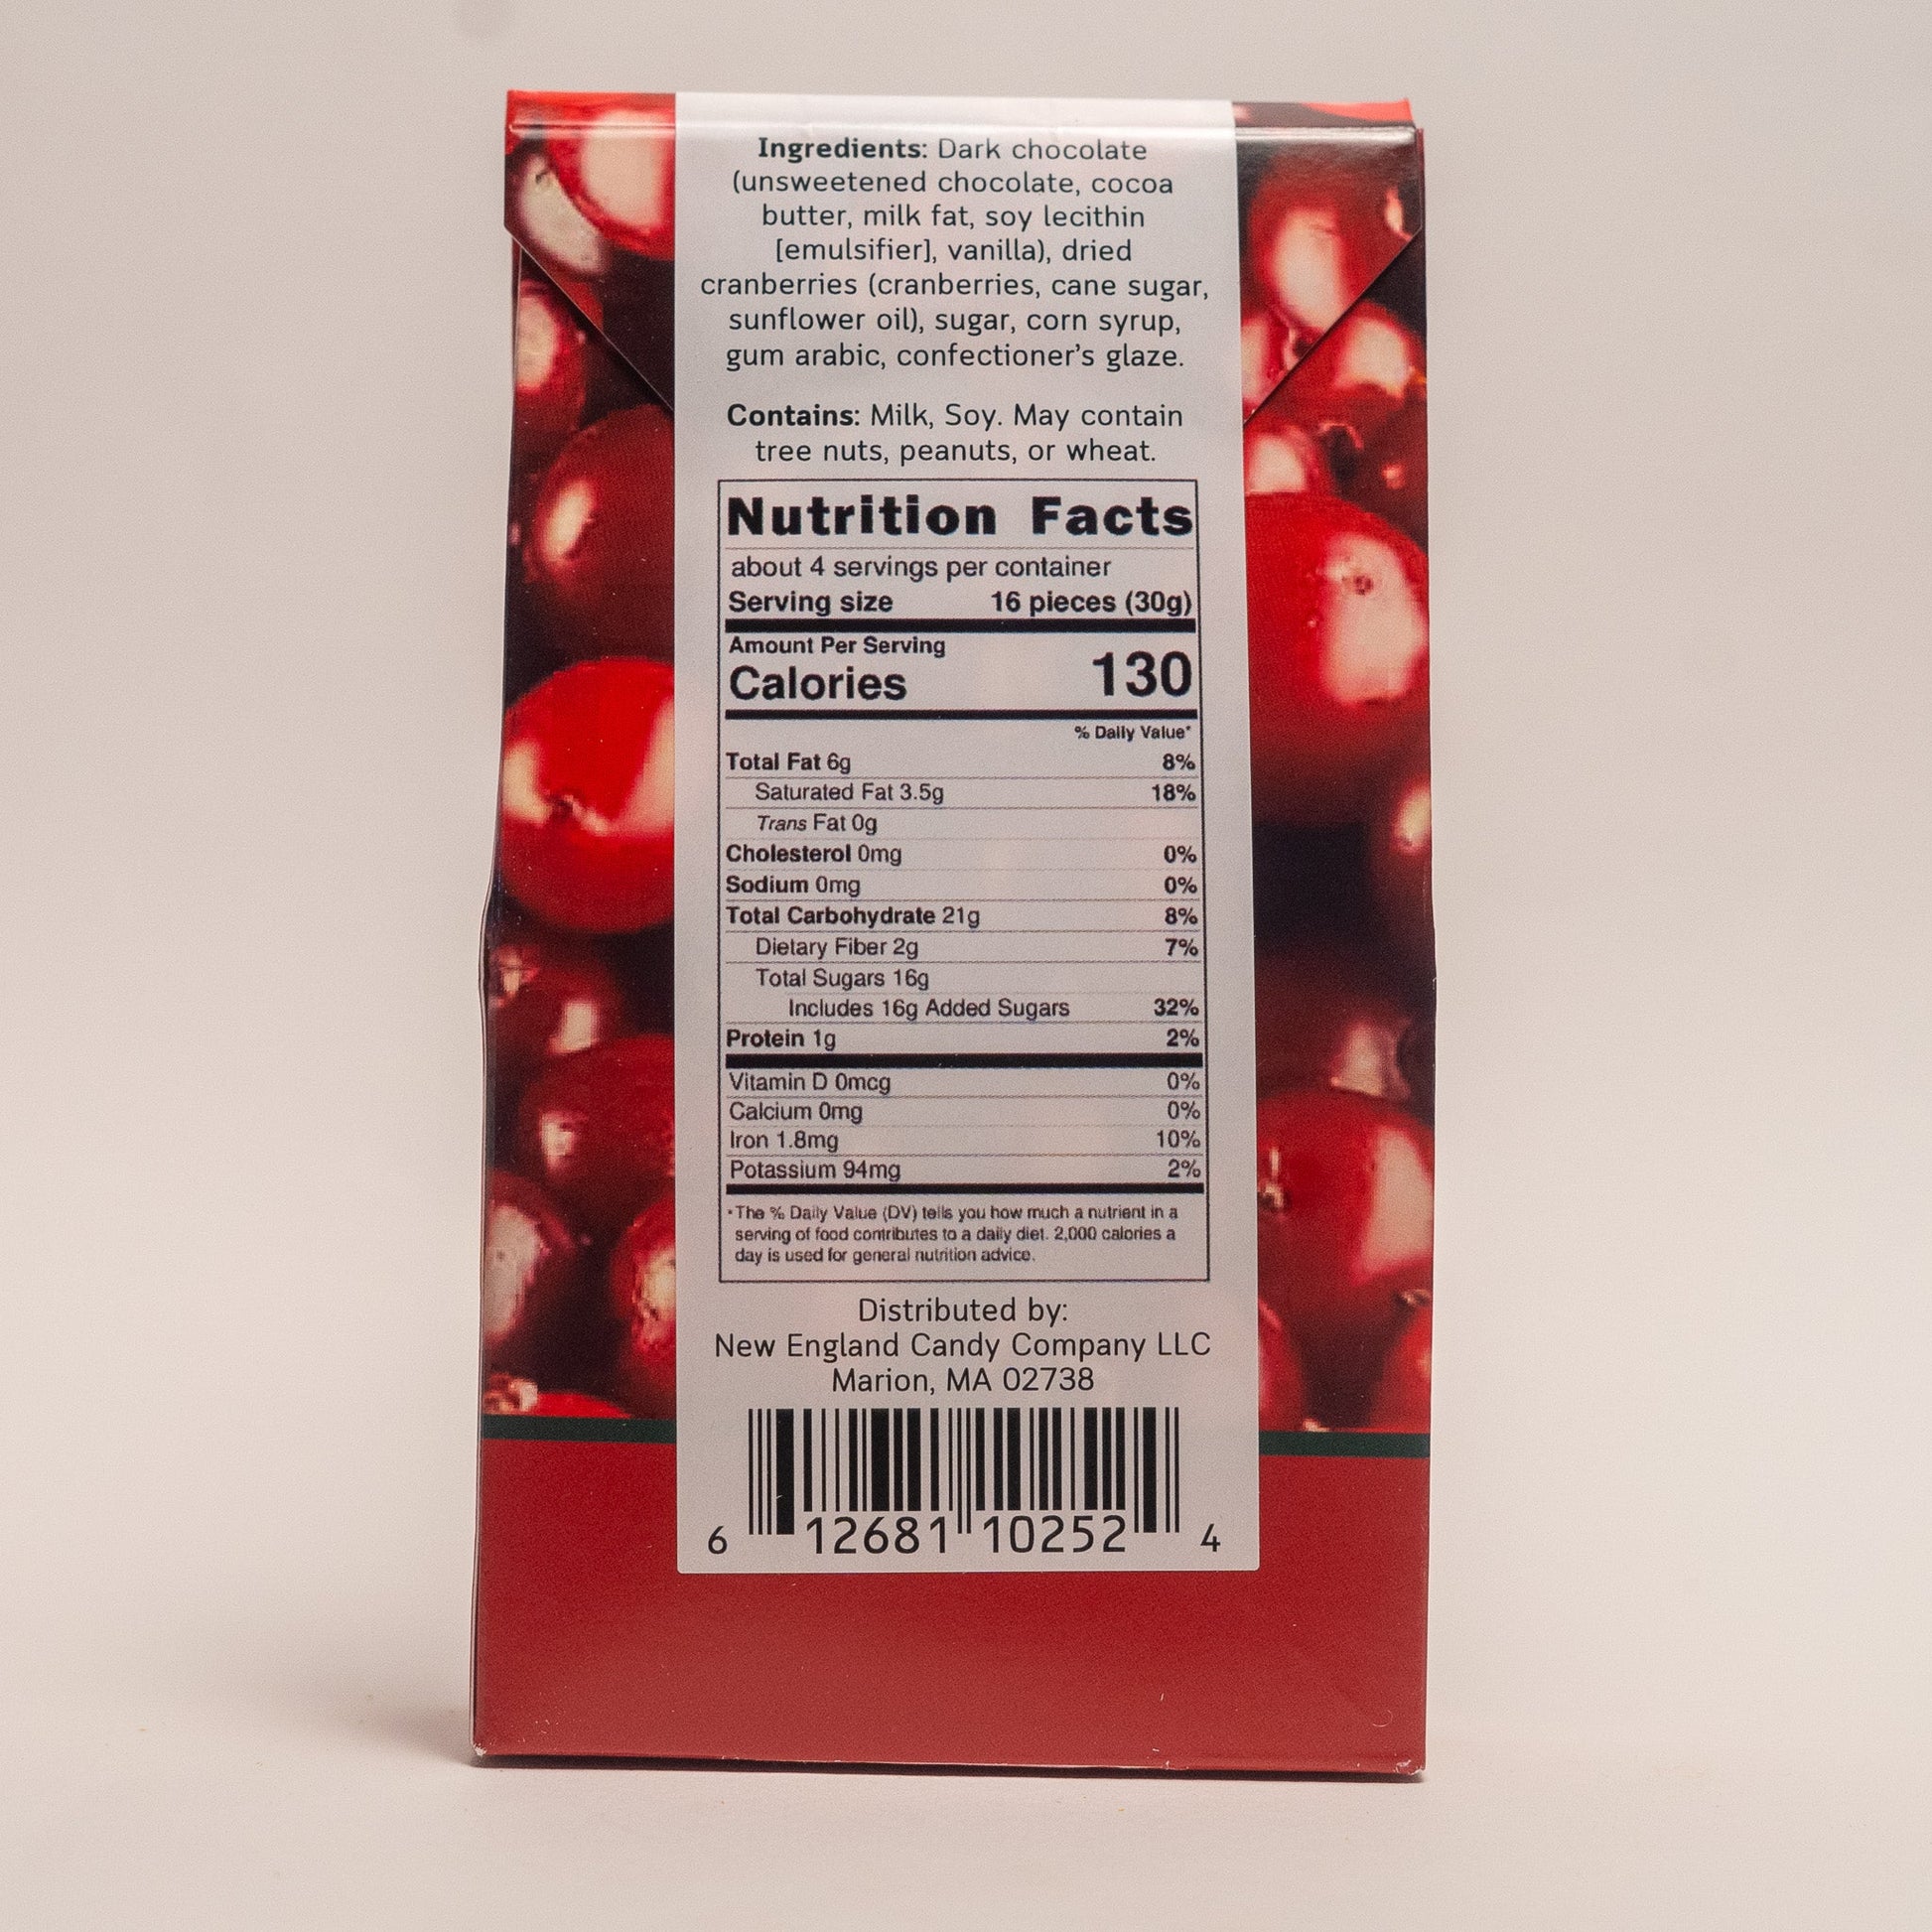 Ingredients: Dark chocolate
(unsweetened chocolate, cocoa
butter, milk fat, soy lecithin
[emulsifier], vanilla), dried
cranberries (cranberries, cane sugar,
sunflower oil), sugar, corn syrup,
gum arabic, confectioner's glaze.
Contains: Milk, Soy. May contain
tree nuts, peanuts, or wheat.
Nutrition Facts
about 4 servings per container
Serving size 16 pieces (30g)
Amount Per Serving
Calories 130
% Daily Value*
Total Fat 6g 8%
Saturated Fat 3.5g 18%
Trans Fat 0g
Cholesterol 0mg 0%
Sodium 0mg 0%
Total Carbohydrate 21g 8%
Dietary Fiber 2g 7%
Total Sugars 16g
Includes 16g Added Sugars 32%
Protein 1g 2%
Vitamin D 0mcg 0%
Calcium 0mg 0%
Iron 1.8mg 10%
Potassium 94mg 2%
*The % Daily Value (DV) tells you how much a nutrient in a
serving of food contributes to a daily diet. 2,000 calories a
day is used for general nutrition advice.
Distributed by:
New England Candy Company LLC
Marion, MA 02738
6 12681 10252 4